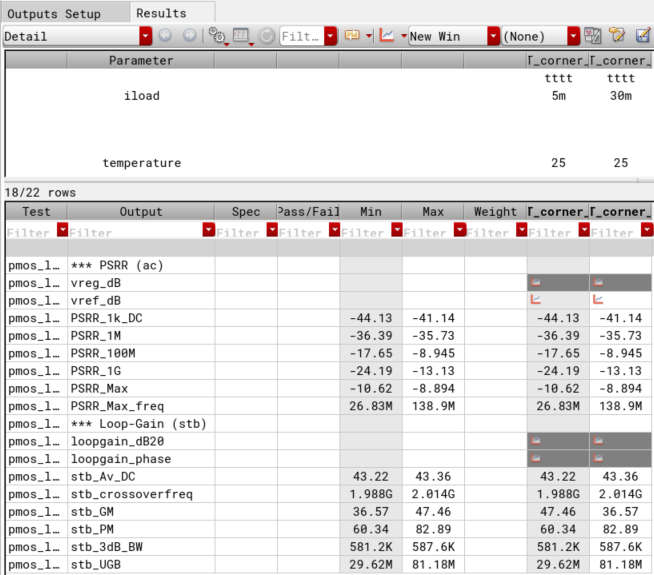 Outputs Setup Results
Detail Filt... New Win (None)
Parameter T_corner_ T_corner_
tttt tttt
iload 5m 30m
temperature 25 25
18/22 rows
Test Output Spec Pass/Fail Min Max Weight T_corner_ T_corner_
Filter Filter Filter Filter Filter Filter Filter Filter Filter
pmos_l… *** PSRR (ac)
pmos_l… vreg_dB
pmos_l… vref_dB
pmos_l… PSRR_1k_DC -44.13 -41.14 -44.13 -41.14
pmos_l… PSRR_1M -36.39 -35.73 -36.39 -35.73
pmos_l… PSRR_100M -17.65 -8.945 -17.65 -8.945
pmos_l… PSRR_1G -24.19 -13.13 -24.19 -13.13
pmos_l… PSRR_Max -10.62 -8.894 -10.62 -8.894
pmos_l… PSRR_Max_freq 26.83M 138.9M 26.83M 138.9M
pmos_l… *** Loop-Gain (stb)
pmos_l… loopgain_dB20
pmos_l… loopgain_phase
pmos_l… stb_Av_DC 43.22 43.36 43.22 43.36
pmos_l… stb_crossoverfreq 1.988G 2.014G 1.988G 2.014G
pmos_l… stb_GM 36.57 47.46 47.46 36.57
pmos_l… stb_PM 60.34 82.89 60.34 82.89
pmos_l… stb_3dB_BW 581.2K 587.6K 581.2K 587.6K
pmos_l… stb_UGB 29.62M 81.18M 29.62M 81.18M